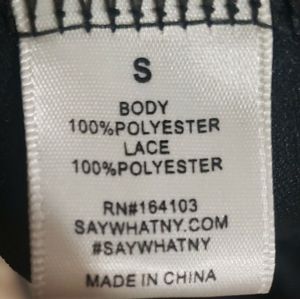 S
BODY
100%POLYESTER
LACE
100%POLYESTER
RN#164103
SAYWHATNY.COM
#SAYWHATNY
MADE IN CHINA